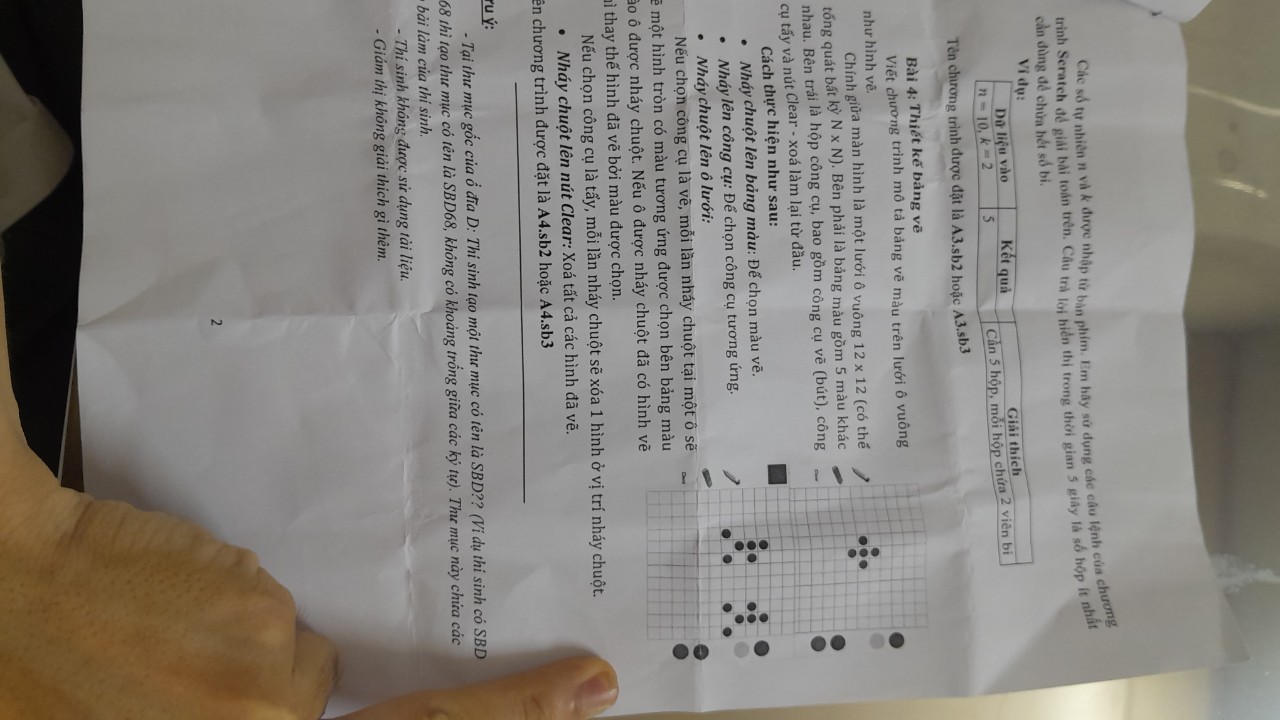 Các số tự nhiên n và k được nhập từ bàn phím. Em hãy sử dụng các câu lệnh của chương
trình Scratch để giải bài toán trên. Câu trả lời hiển thị trong thời gian 5 giây là số hộp ít nhất
cần dùng để chứa hết số bi.
Ví dụ:
Dữ liệu vào Kết quả Giải thích
n = 10, k = 2 5 Cần 5 hộp, mỗi hộp chứa 2 viên bi
Tên chương trình được đặt là A3.sb2 hoặc A3.sb3
Bài 4: Thiết kế bảng vẽ
Viết chương trình mô tả bảng vẽ màu trên lưới ô vuông
như hình vẽ.
Chính giữa màn hình là một lưới ô vuông 12 x 12 (có thể
tổng quát bất kỳ N x N). Bên phải là bảng màu gồm 5 màu khác
nhau. Bên trái là hộp công cụ, bao gồm công cụ vẽ (bút), công
cụ tẩy và nút Clear - xoá làm lại từ đầu.
Cách thực hiện như sau:
• Nháy chuột lên bảng màu: Để chọn màu vẽ.
• Nháy lên công cụ: Để chọn công cụ tương ứng.
• Nháy chuột lên ô lưới:
Nếu chọn công cụ là vẽ, mỗi lần nháy chuột tại một ô sẽ
ẽ một hình tròn có màu tương ứng được chọn bên bảng màu
ào ô được nháy chuột. Nếu ô được nháy chuột đã có hình vẽ
ì thay thế hình đã vẽ bởi màu được chọn.
Nếu chọn công cụ là tẩy, mỗi lần nháy chuột sẽ xóa 1 hình ở vị trí nháy chuột.
• Nháy chuột lên nút Clear: Xoá tất cả các hình đã vẽ.
ên chương trình được đặt là A4.sb2 hoặc A4.sb3
ư ý:
- Tại thư mục gốc của ổ đĩa D: Thí sinh tạo một thư mục có tên là SBD?? (Ví dụ thí sinh có SBD
68 thì tạo thư mục có tên là SBD68, không có khoảng trống giữa các ký tự). Thư mục này chứa các
bài làm của thí sinh.
- Thí sinh không được sử dụng tài liệu.
- Giám thị không giải thích gì thêm.
2